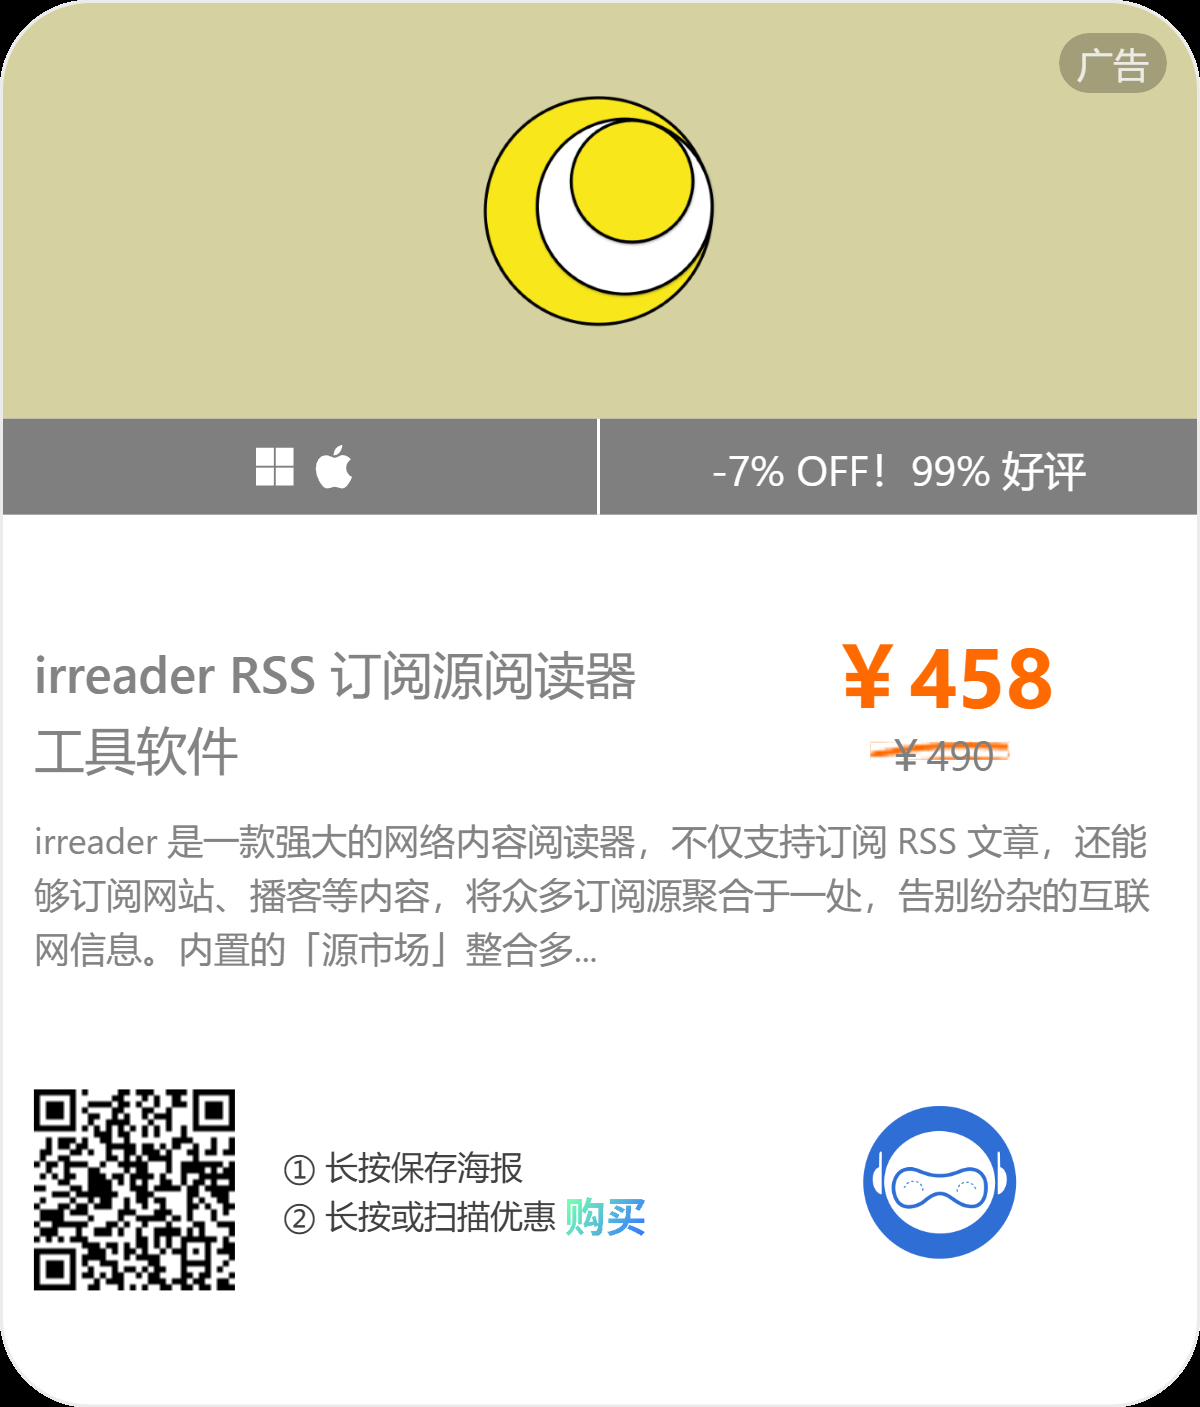 广告
-7% OFF！99% 好评
irreader RSS 订阅源阅读器
工具软件
￥458
￥490
irreader 是一款强大的网络内容阅读器，不仅支持订阅 RSS 文章，还能
够订阅网站、播客等内容，将众多订阅源聚合于一处，告别纷杂的互联
网信息。内置的「源市场」整合多...
① 长按保存海报
② 长按或扫描优惠 购买